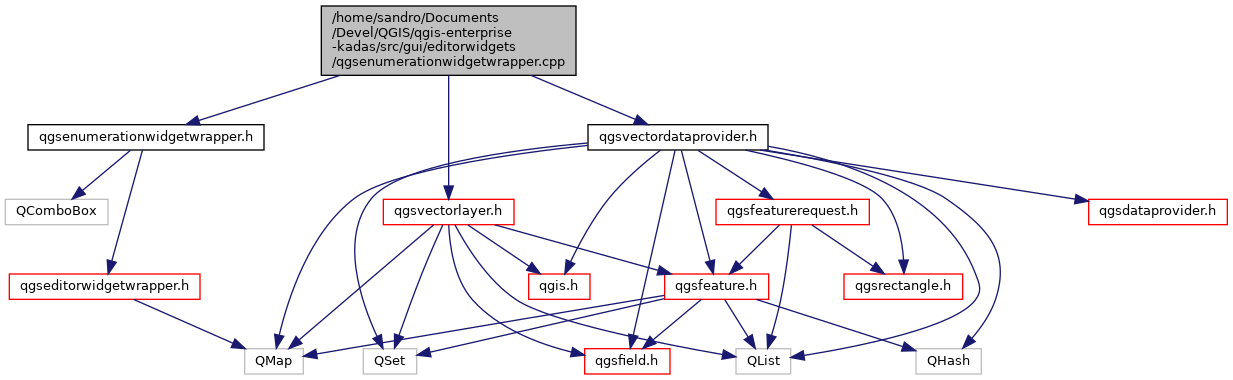 /home/sandro/Documents
/Devel/QGIS/qgis-enterprise
-kadas/src/gui/editorwidgets
/qgsenumerationwidgetwrapper.cpp
qgsenumerationwidgetwrapper.h
qgsvectordataprovider.h
QComboBox
qgsvectorlayer.h
qgsfeaturerequest.h
qgsdataprovider.h
qgseditorwidgetwrapper.h
qgis.h
qgsfeature.h
qgsrectangle.h
QMap
QSet
qgsfield.h
QList
QHash